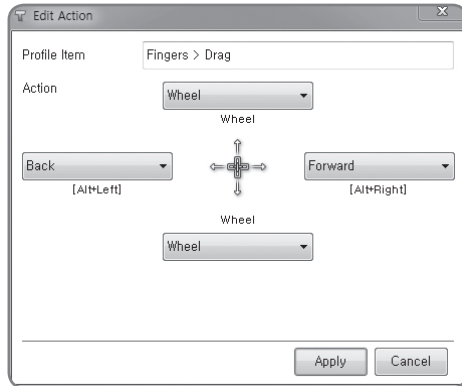 Edit Action
Profile Item Fingers > Drag
Action Wheel
Wheel
Back Forward
[Alt+Left] [Alt+Right]
Wheel
Wheel
Apply Cancel